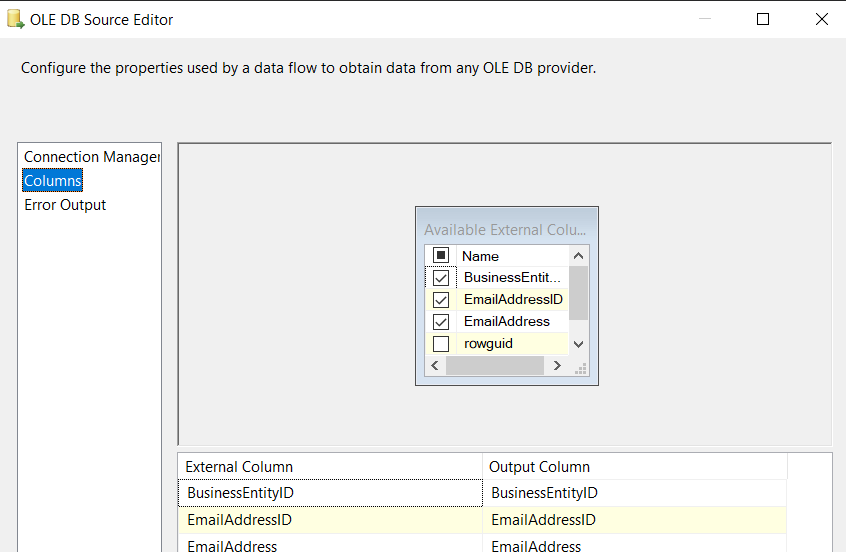 OLE DB Source Editor
Configure the properties used by a data flow to obtain data from any OLE DB provider.
Connection Manager
Columns
Error Output
Available External Colu...
Name
BusinessEntit...
EmailAddressID
EmailAddress
rowguid
External Column Output Column
BusinessEntityID BusinessEntityID
EmailAddressID EmailAddressID
EmailAddress EmailAddress